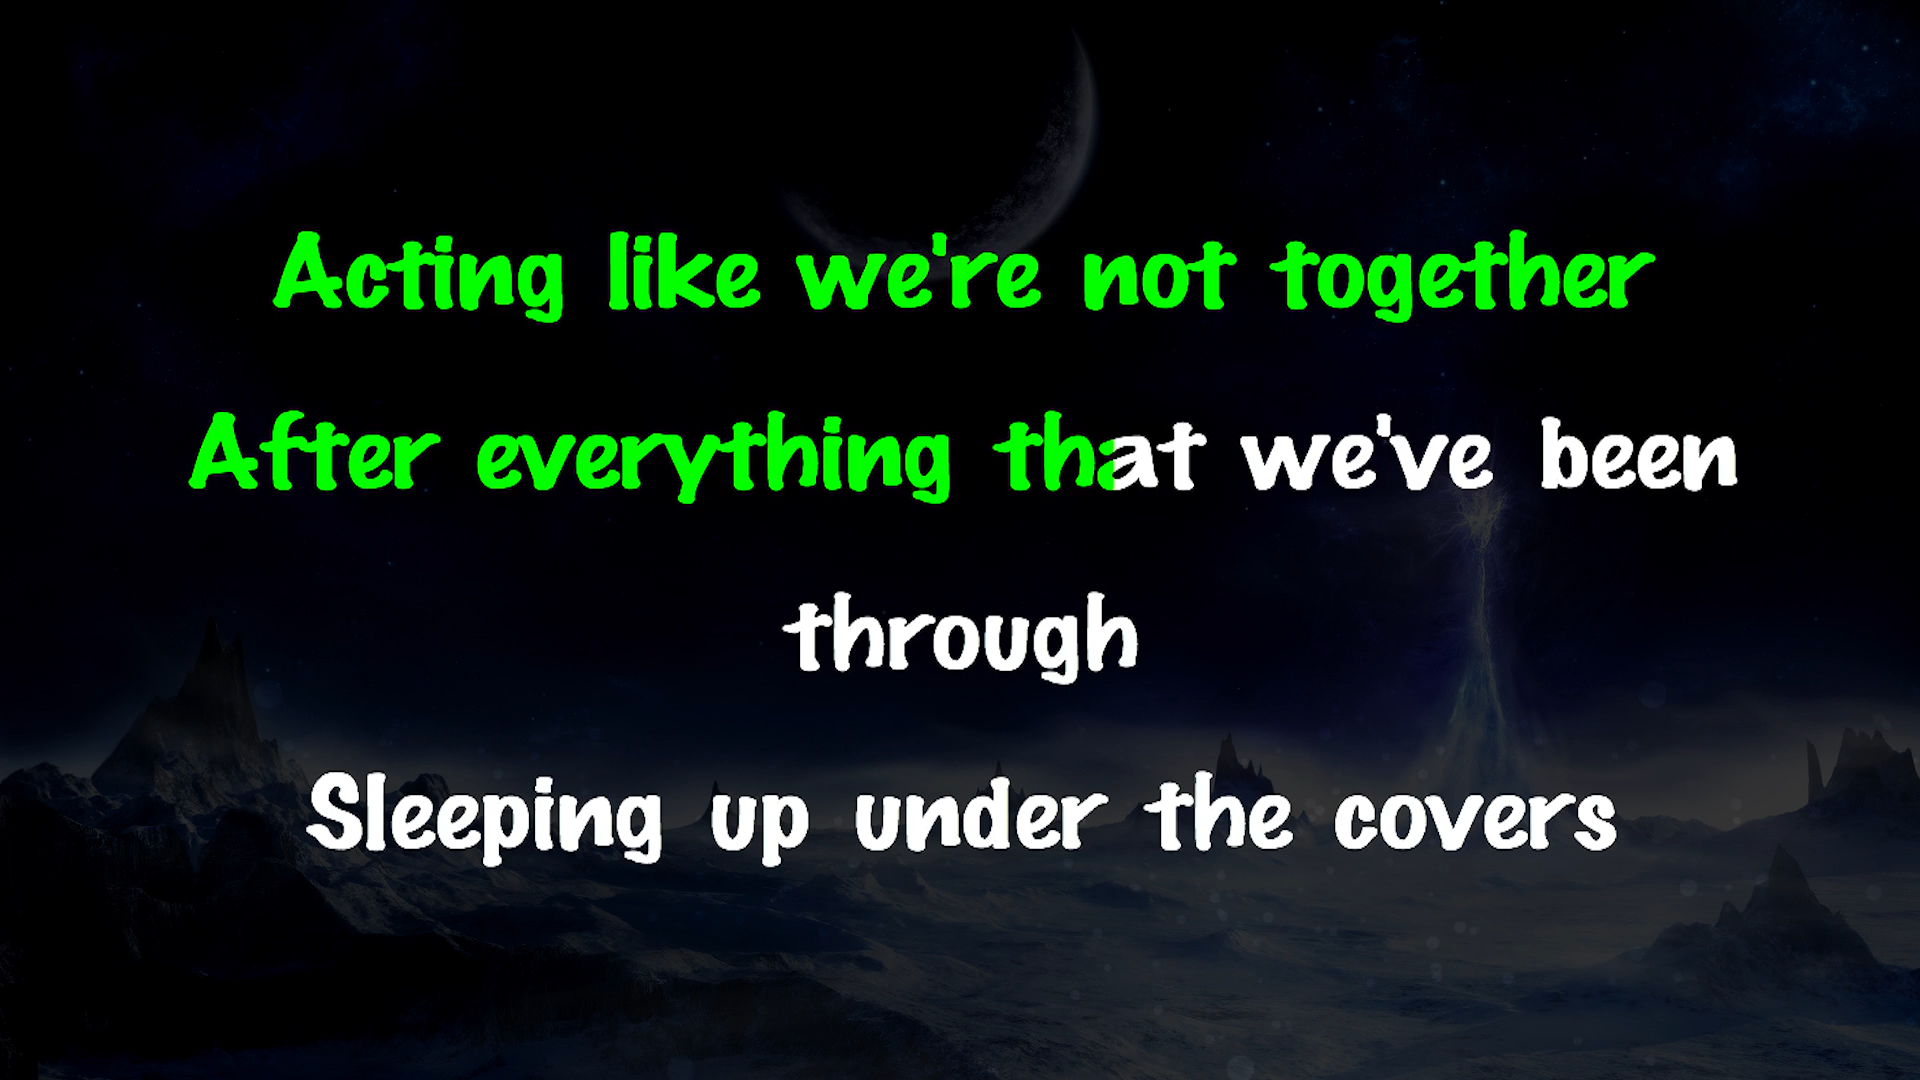 Acting like we're not together
After everything that we've been
through
Sleeping up under the covers